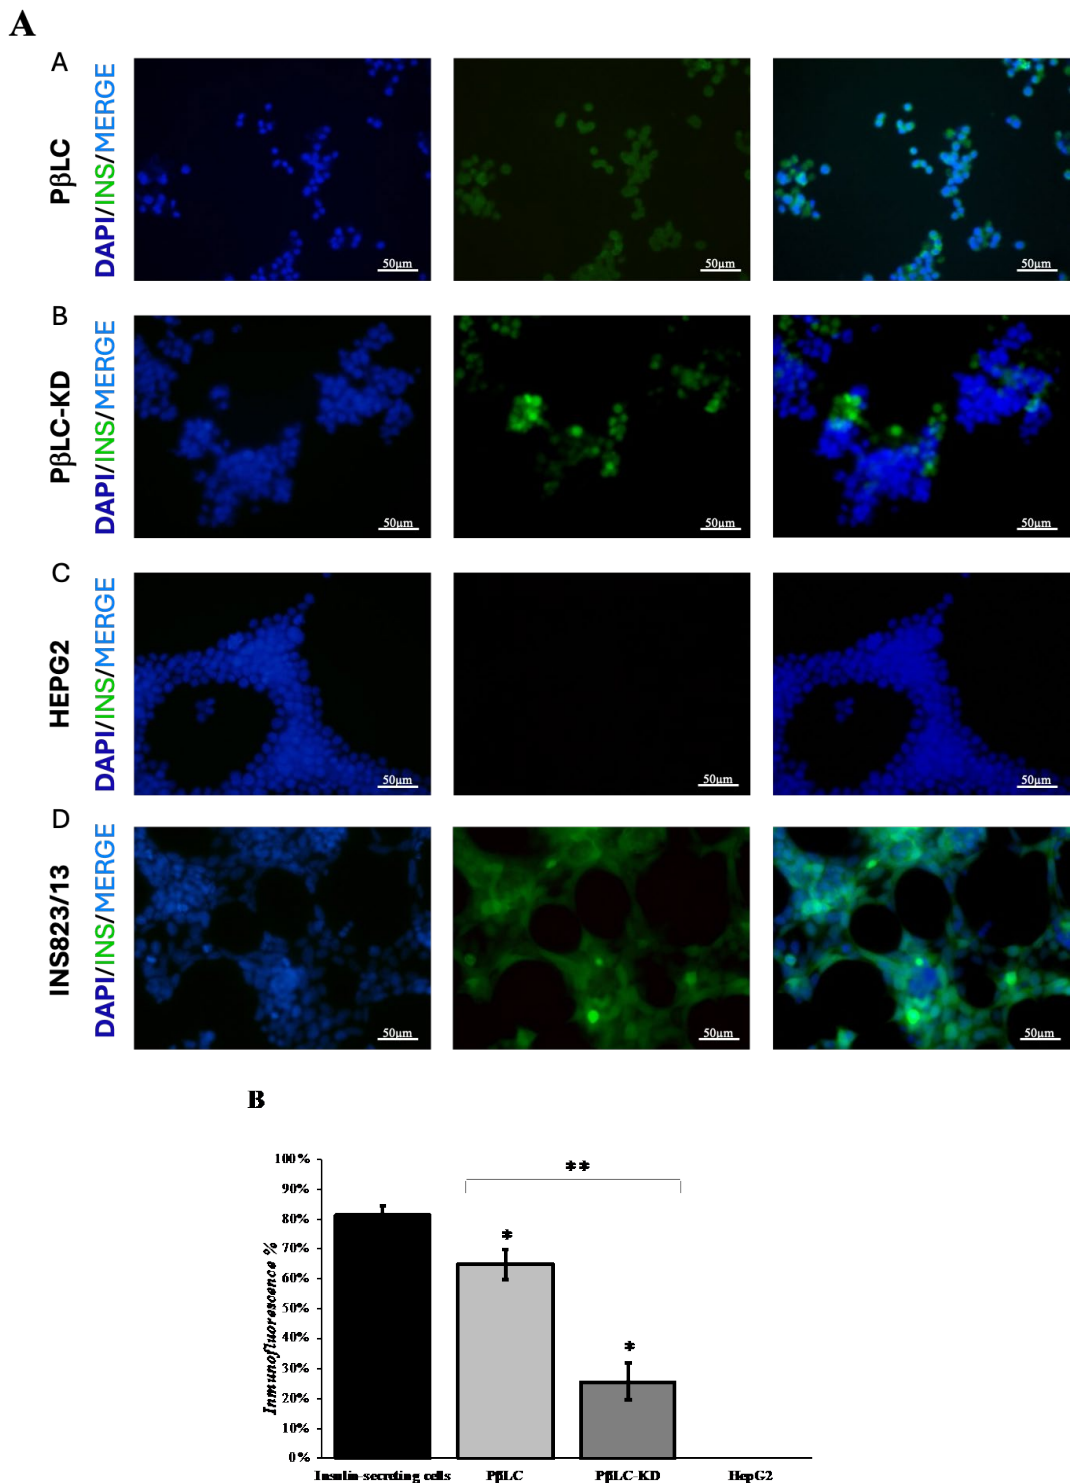 A
A
PβLC
DAPI/INS/MERGE
50µm
50µm
50µm
B
PβLC-KD
DAPI/INS/MERGE
50µm
50µm
50µm
C
HEPG2
DAPI/INS/MERGE
50µm
50µm
50µm
D
INS823/13
DAPI/INS/MERGE
50µm
50µm
50µm
B
Inmunofluorescence %
100%
90%
80%
70%
60%
50%
40%
30%
20%
10%
0%
**
*
*
Insulin-secreting cells PβLC PβLC-KD HepG2